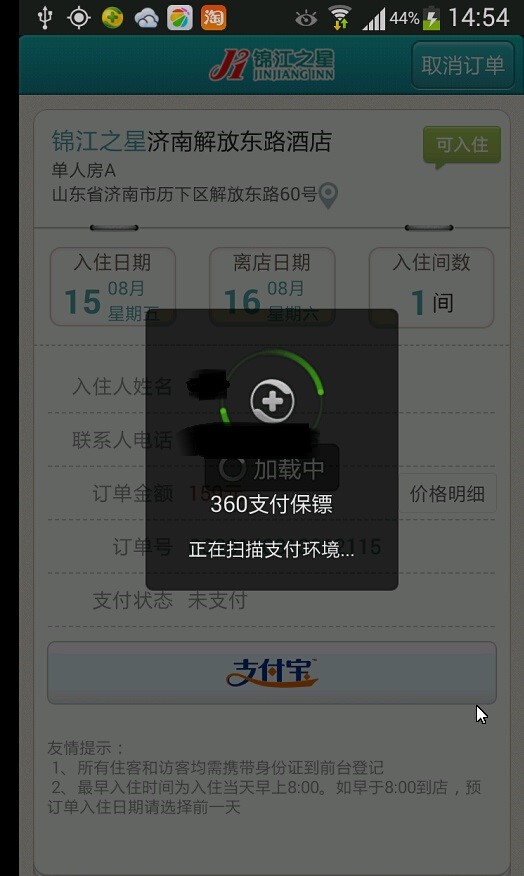 淘
44%
14:54
锦江之星
JINJIANG INN
取消订单
锦江之星济南解放东路酒店
可入住
单人房A
山东省济南市历下区解放东路60号
入住日期
离店日期
入住间数
15 08月 星期五
16 08月 星期六
1 间
入住人姓名
联系人电话
加载中
订单金额
价格明细
360支付保镖
订单号
115
正在扫描支付环境...
支付状态 未支付
支付宝
友情提示：
1、所有住客和访客均需携带身份证到前台登记
2、最早入住时间为入住当天早上8:00。如早于8:00到店，预
订单入住日期请选择前一天